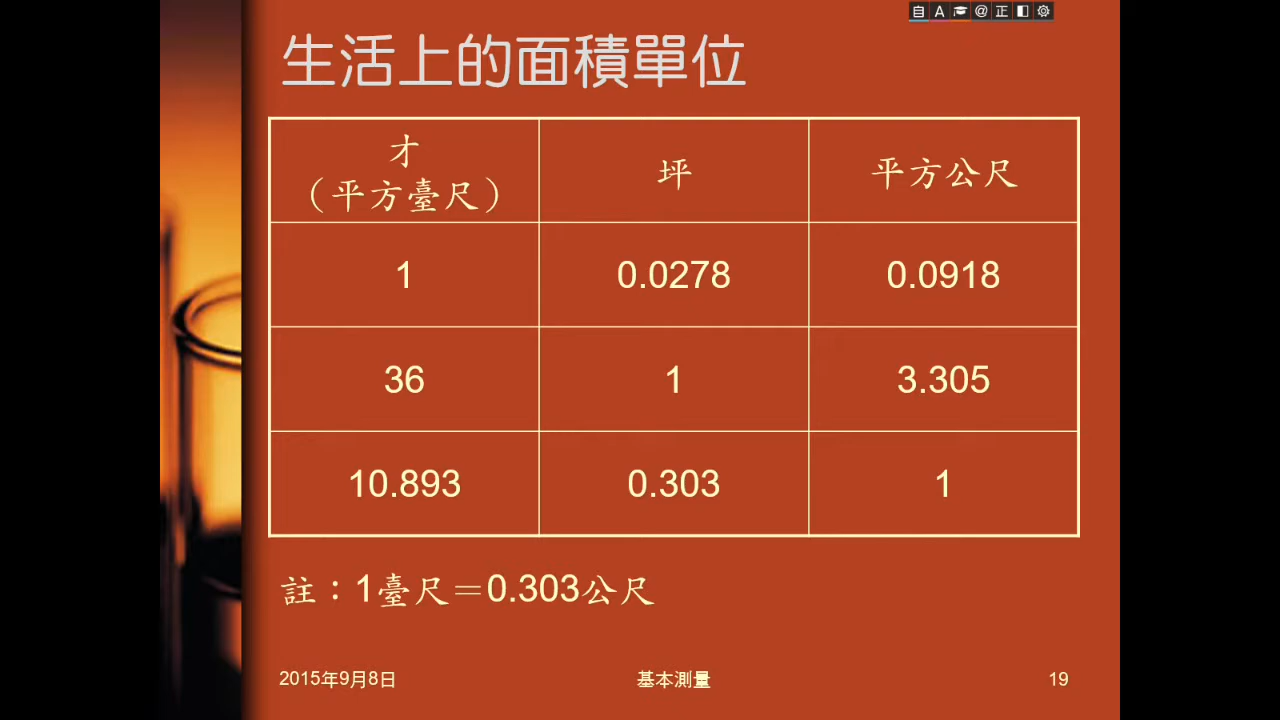 自 A @ 正
生活上的面積單位
才 坪 平方公尺
（平方臺尺）
1 0.0278 0.0918
36 1 3.305
10.893 0.303 1
註：1臺尺＝0.303公尺
2015年9月8日 基本測量 19